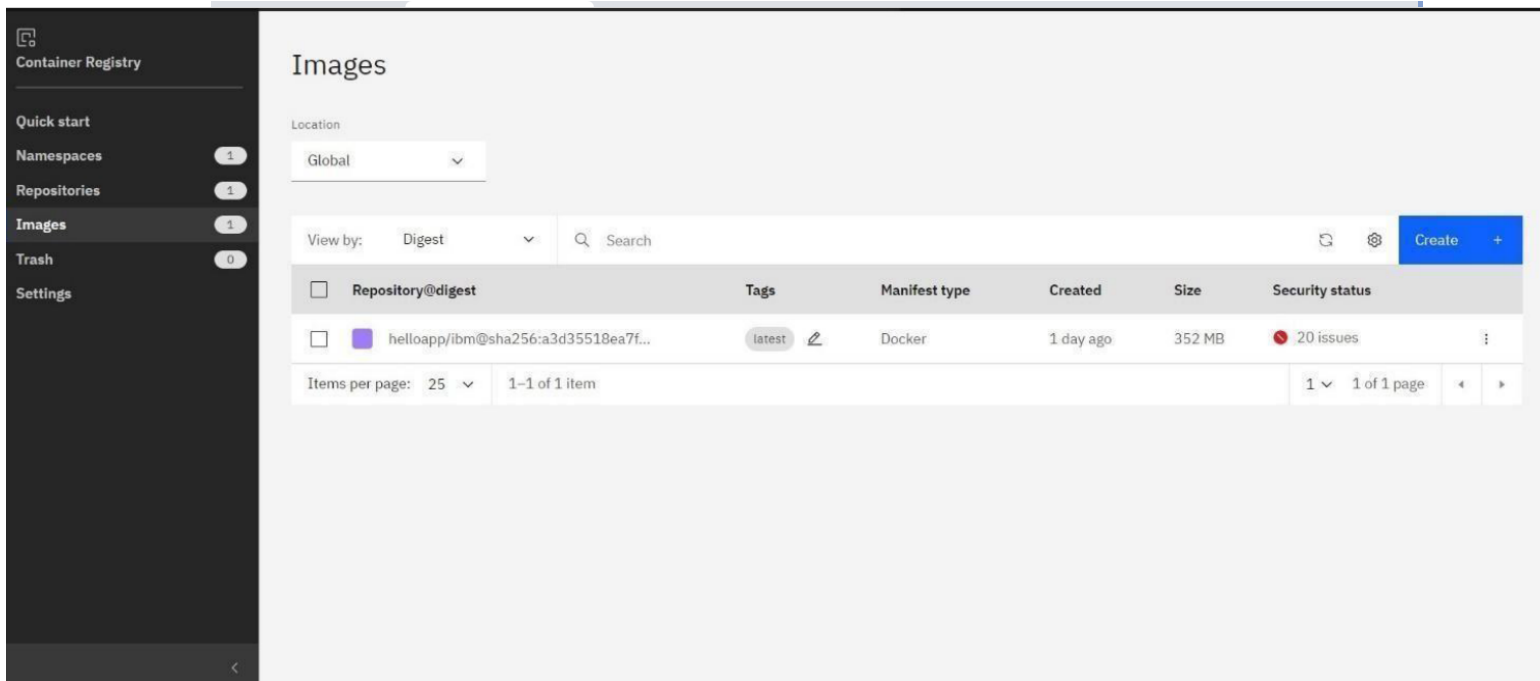 Container Registry
Quick start
Namespaces 1
Repositories 1
Images 1
Trash 0
Settings
Images
Location
Global
View by: Digest Search Create +
Repository@digest Tags Manifest type Created Size Security status
helloapp/ibm@sha256:a3d35518ea7f... latest Docker 1 day ago 352 MB 20 issues
Items per page: 25 1–1 of 1 item 1 1 of 1 page